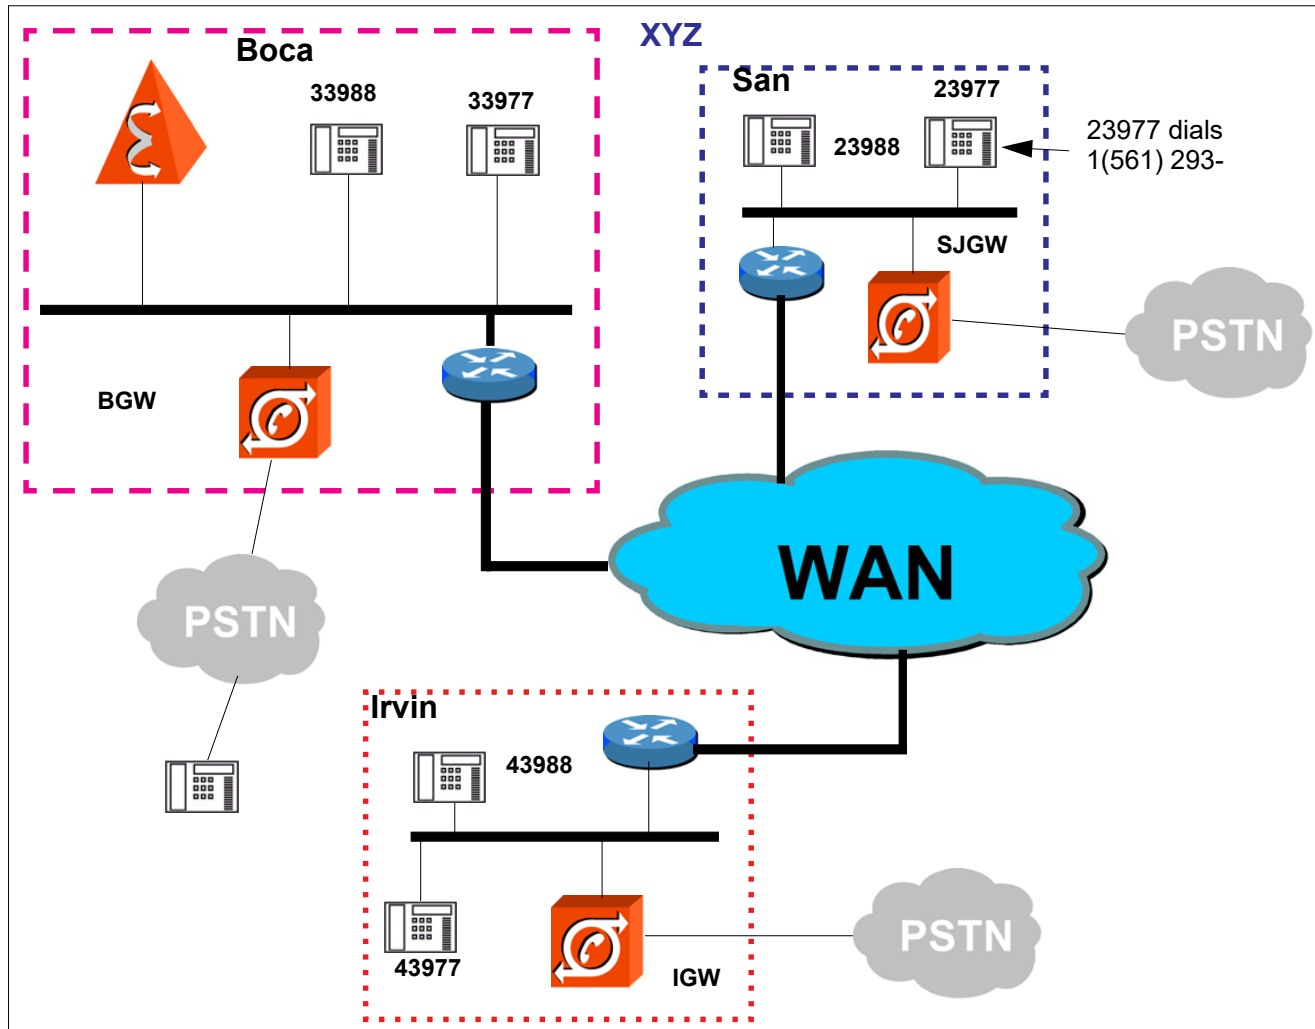 XYZ
Boca
33988
33977
BGW
PSTN
San
23977
23988
23977 dials
1(561) 293-
SJGW
PSTN
WAN
Irvin
43988
43977
IGW
PSTN